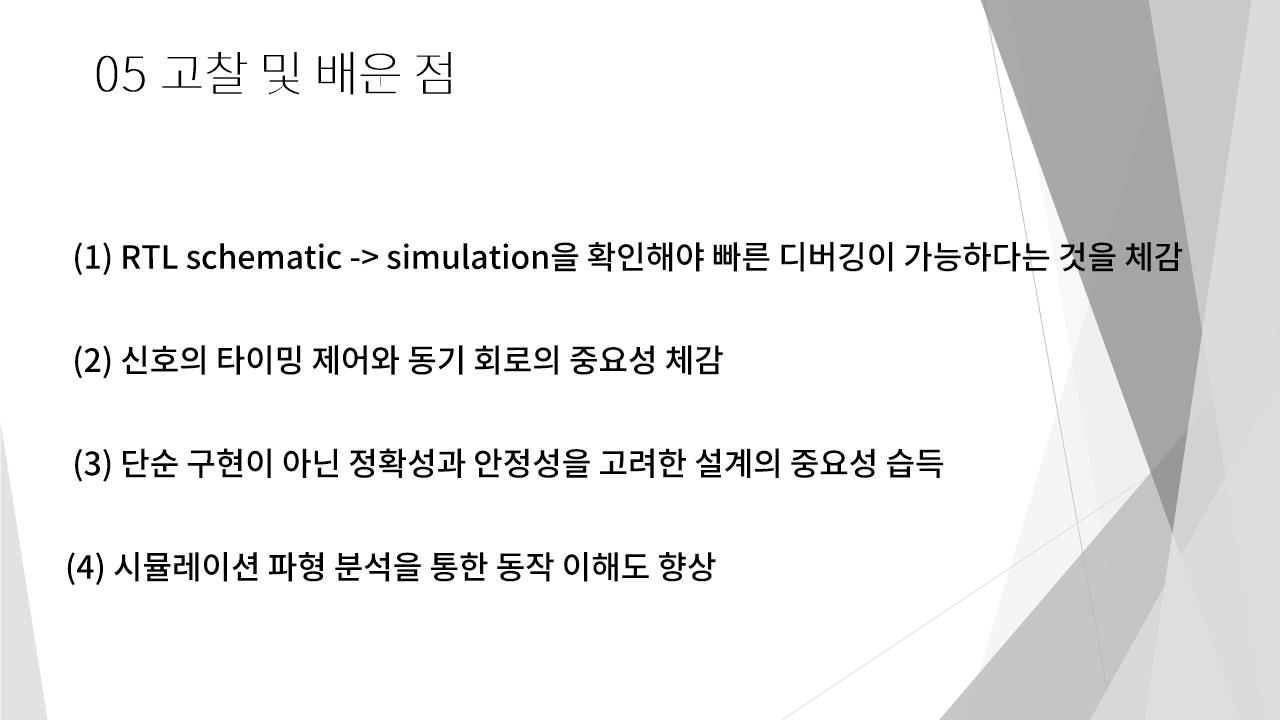 05 고찰 및 배운 점
(1) RTL schematic -> simulation을 확인해야 빠른 디버깅이 가능하다는 것을 체감
(2) 신호의 타이밍 제어와 동기 회로의 중요성 체감
(3) 단순 구현이 아닌 정확성과 안정성을 고려한 설계의 중요성 습득
(4) 시뮬레이션 파형 분석을 통한 동작 이해도 향상